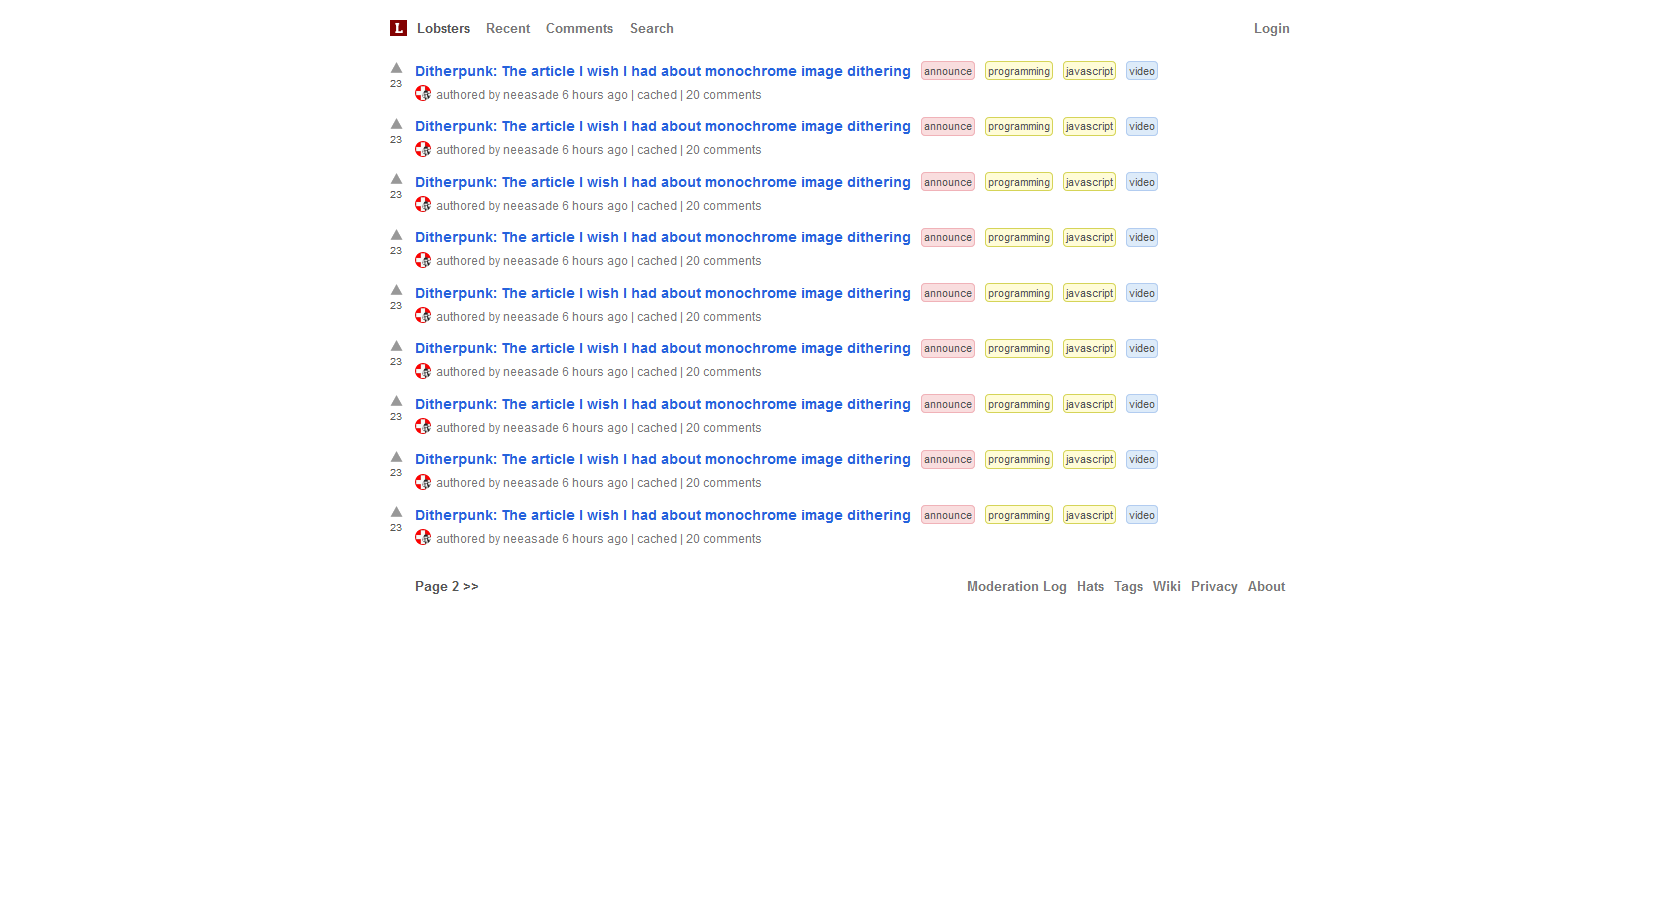 L Lobsters Recent Comments Search Login
Ditherpunk: The article I wish I had about monochrome image dithering announce programming javascript video
23
authored by neeasade 6 hours ago | cached | 20 comments
Ditherpunk: The article I wish I had about monochrome image dithering announce programming javascript video
23
authored by neeasade 6 hours ago | cached | 20 comments
Ditherpunk: The article I wish I had about monochrome image dithering announce programming javascript video
23
authored by neeasade 6 hours ago | cached | 20 comments
Ditherpunk: The article I wish I had about monochrome image dithering announce programming javascript video
23
authored by neeasade 6 hours ago | cached | 20 comments
Ditherpunk: The article I wish I had about monochrome image dithering announce programming javascript video
23
authored by neeasade 6 hours ago | cached | 20 comments
Ditherpunk: The article I wish I had about monochrome image dithering announce programming javascript video
23
authored by neeasade 6 hours ago | cached | 20 comments
Ditherpunk: The article I wish I had about monochrome image dithering announce programming javascript video
23
authored by neeasade 6 hours ago | cached | 20 comments
Ditherpunk: The article I wish I had about monochrome image dithering announce programming javascript video
23
authored by neeasade 6 hours ago | cached | 20 comments
Ditherpunk: The article I wish I had about monochrome image dithering announce programming javascript video
23
authored by neeasade 6 hours ago | cached | 20 comments
Page 2 >> Moderation Log Hats Tags Wiki Privacy About